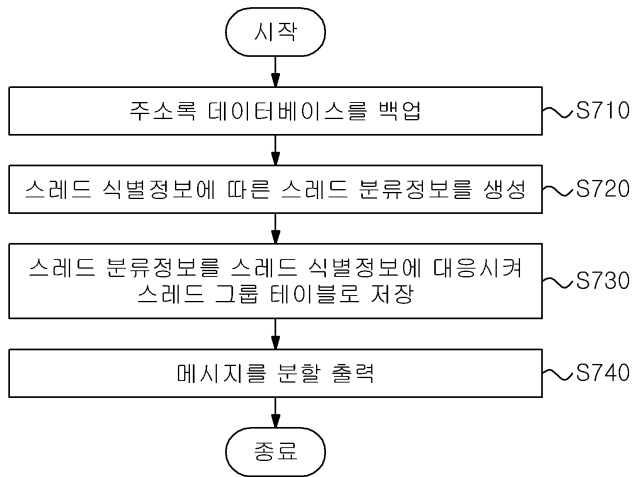 시작
주소록 데이터베이스를 백업
S710
스레드 식별정보에 따른 스레드 분류정보를 생성
S720
스레드 분류정보를 스레드 식별정보에 대응시켜
스레드 그룹 테이블로 저장
S730
메시지를 분할 출력
S740
종료